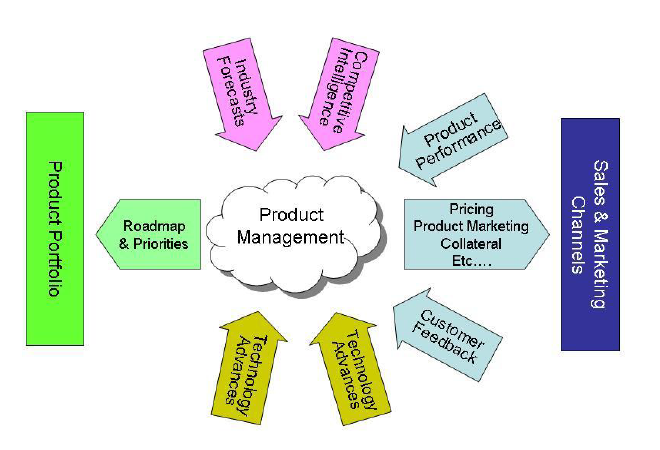 Industry
Forecasts
Competitive
Intelligence
Product
Performance
Product Portfolio
Roadmap
& Priorities
Product
Management
Pricing
Product Marketing
Collateral
Etc….
Sales & Marketing
Channels
Technology
Advances
Technology
Advances
Customer
Feedback